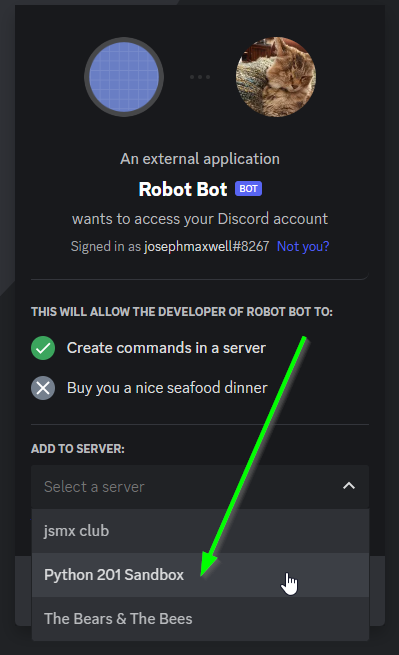 An external application
Robot Bot BOT
wants to access your Discord account
Signed in as josephmaxwell#8267 Not you?
THIS WILL ALLOW THE DEVELOPER OF ROBOT BOT TO:
Create commands in a server
Buy you a nice seafood dinner
ADD TO SERVER:
Select a server
jsmx club
Python 201 Sandbox
The Bears & The Bees